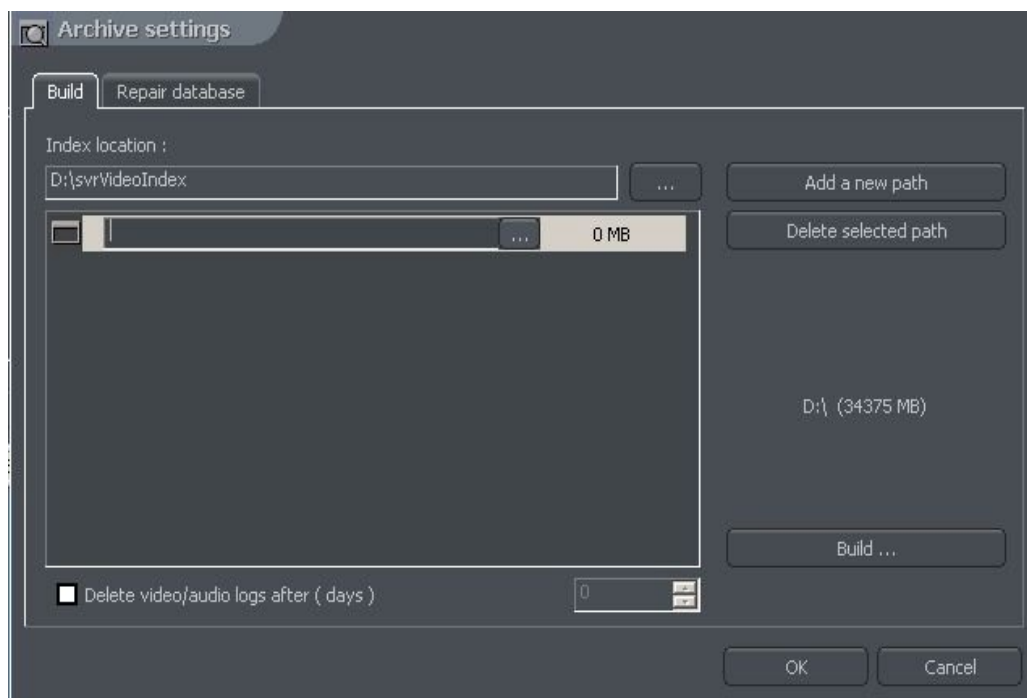 Archive settings
Build
Repair database
Index location :
D:\svrVideoIndex
...
Add a new path
...
0 MB
Delete selected path
D:\ (34375 MB)
Build ...
Delete video/audio logs after ( days )
0
OK
Cancel